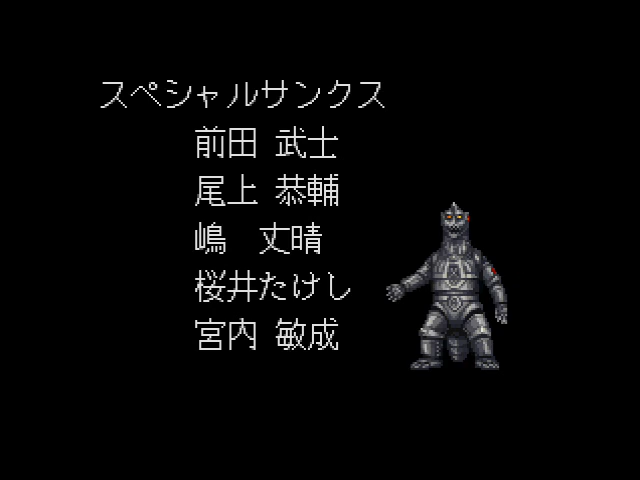 スペシャルサンクス
前田 武士
尾上 恭輔
嶋　丈晴
桜井たけし
宮内 敏成